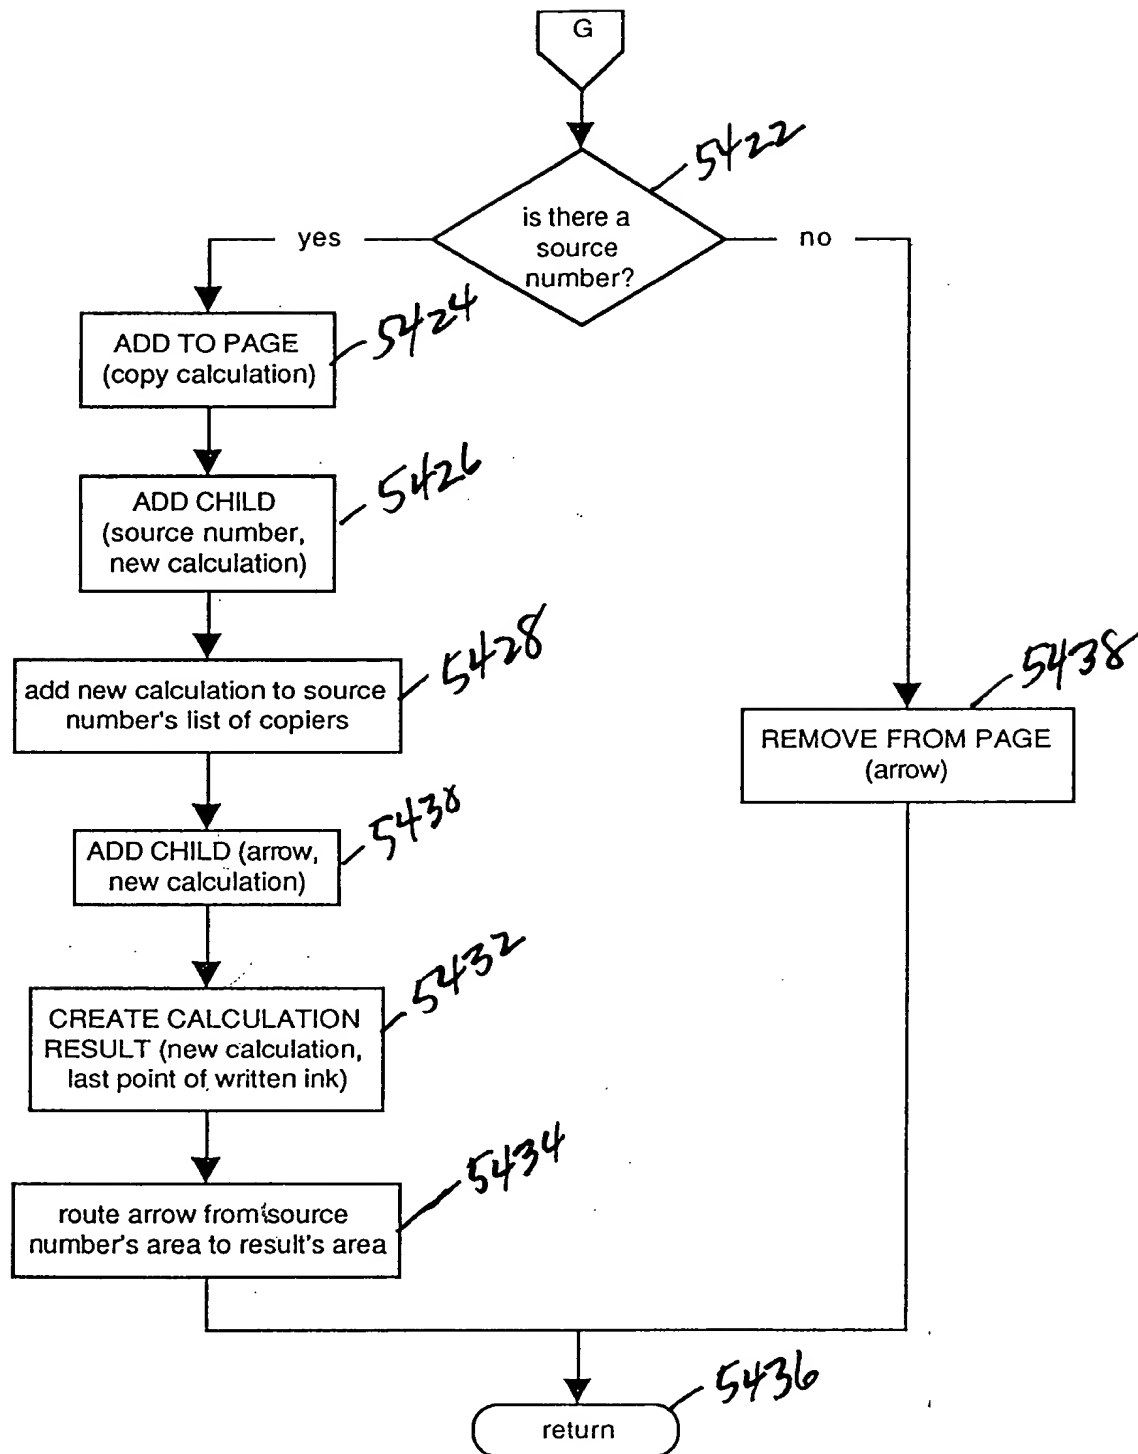 G
5422
is there a
source
number?
yes
no
5424
ADD TO PAGE
(copy calculation)
5426
ADD CHILD
(source number,
new calculation)
5428
add new calculation to source
number's list of copiers
5438
REMOVE FROM PAGE
(arrow)
5430
ADD CHILD (arrow,
new calculation)
5432
CREATE CALCULATION
RESULT (new calculation,
last point of written ink)
5434
route arrow from source
number's area to result's area
5436
return